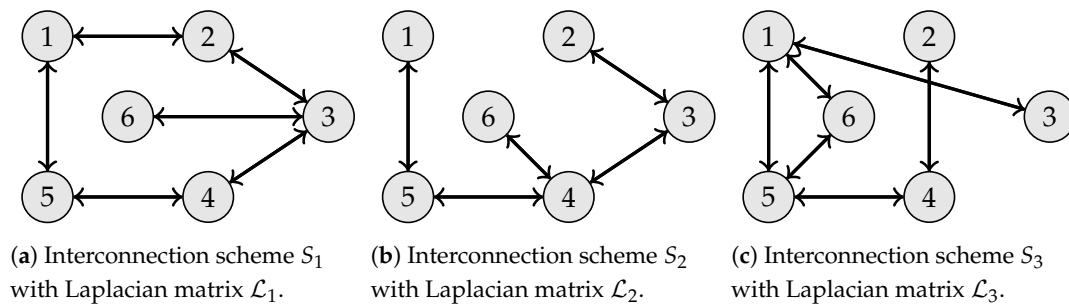 1 2 1 2 1 2
6 3 6 3 6 3
5 4 5 4 5 4
(a) Interconnection scheme S₁
with Laplacian matrix ℒ₁.
(b) Interconnection scheme S₂
with Laplacian matrix ℒ₂.
(c) Interconnection scheme S₃
with Laplacian matrix ℒ₃.